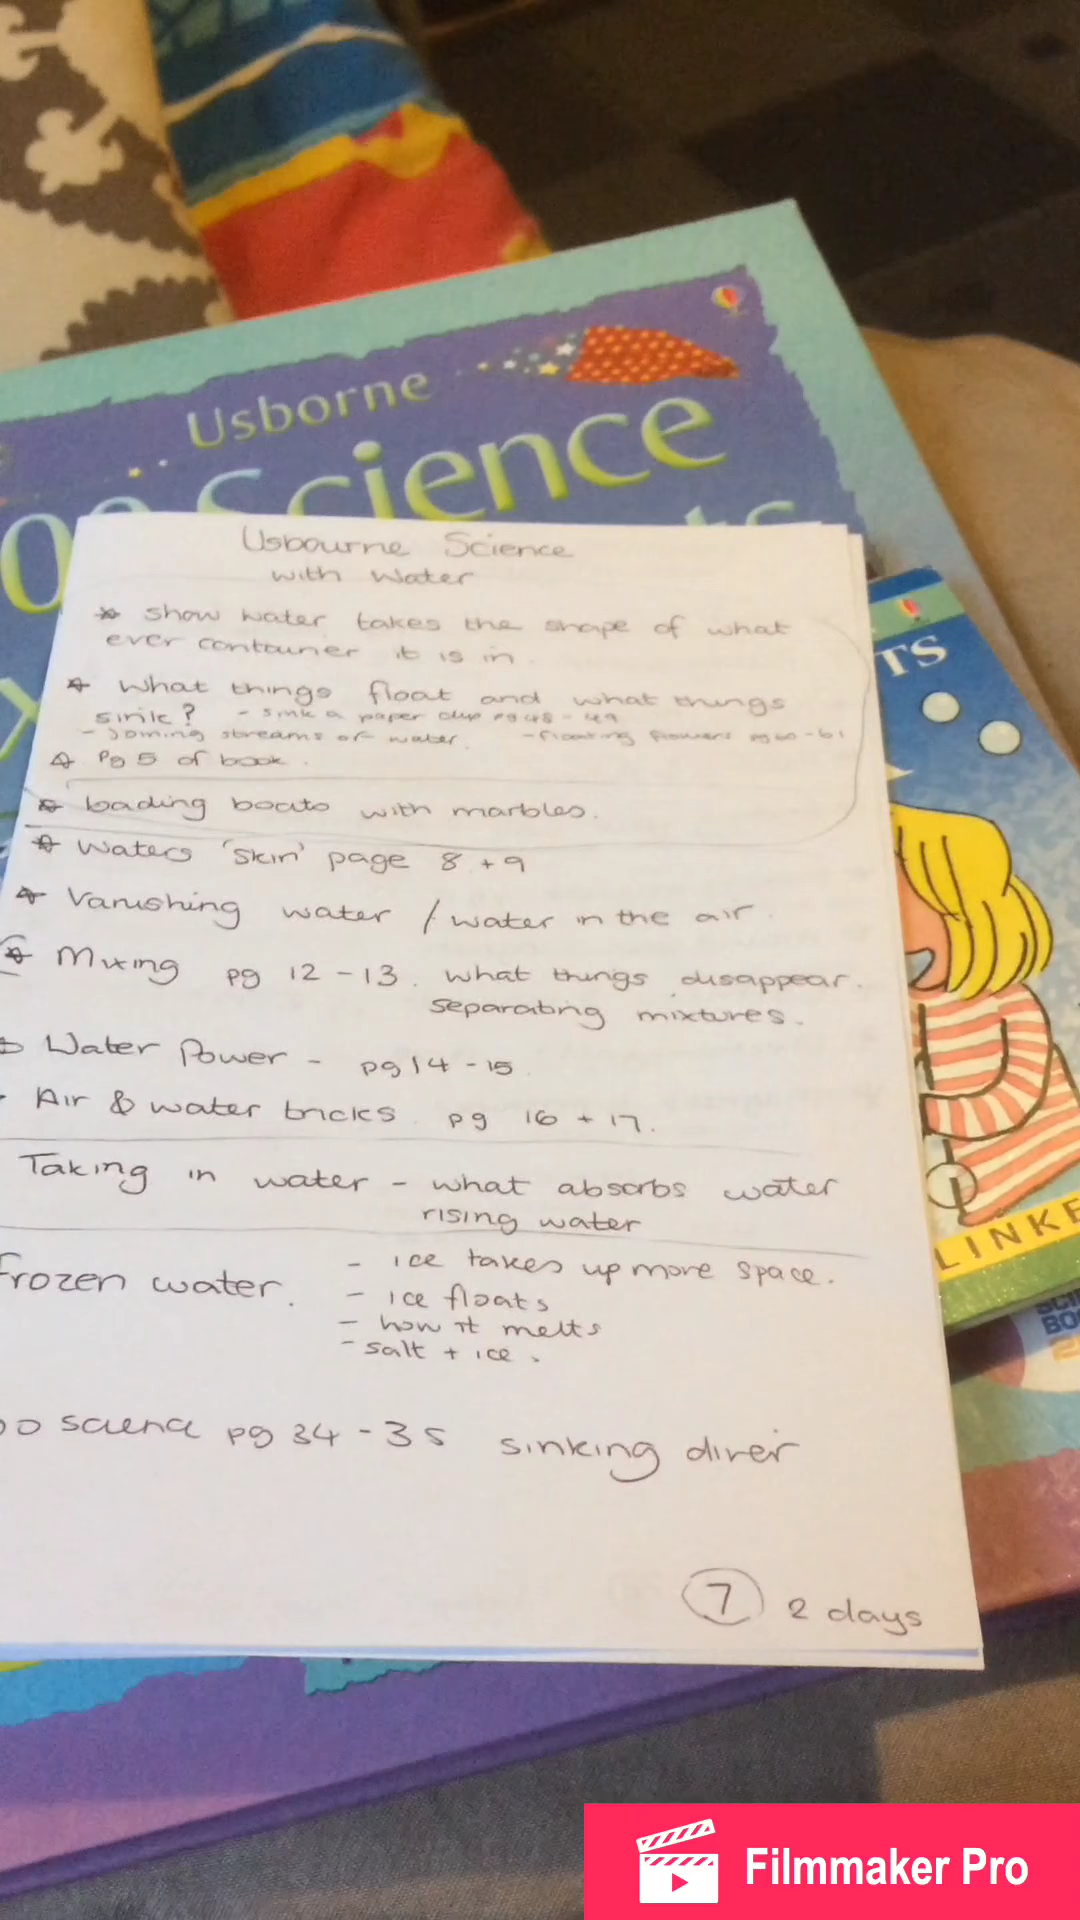 Usborne
Science
Usbourne Science
with Water
show water takes the shape of what
ever container it is in.
What things float and what things
sink? - sink a paper clip pg 48 - 49
- Joining streams of water. - floating flowers pg 60 - 61
Pg 5 of book.
loading boats with marbles.
Waters 'skin' page 8 + 9
Vanishing water / water in the air.
Mixing pg 12 - 13. what things disappear.
separating mixtures.
Water Power - pg 14 - 15
Air & water tricks pg 16 + 17.
Taking in water - what absorbs water
rising water
frozen water. - ice takes up more space.
- ice floats
- how it melts
- salt + ice.
science pg 34 - 35 sinking diver
7 2 days
TS
LINKE
SCI
BO
Filmmaker Pro